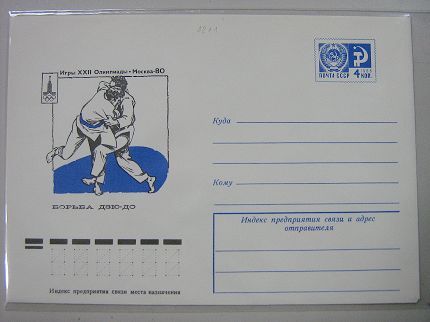 1211
Игры XXII Олимпиады • Москва-80
ПОЧТА СССР
4 КОП.
БОРЬБА ДЗЮ-ДО
Куда
Кому
Индекс предприятия связи и адрес
отправителя
Индекс предприятия связи места назначения